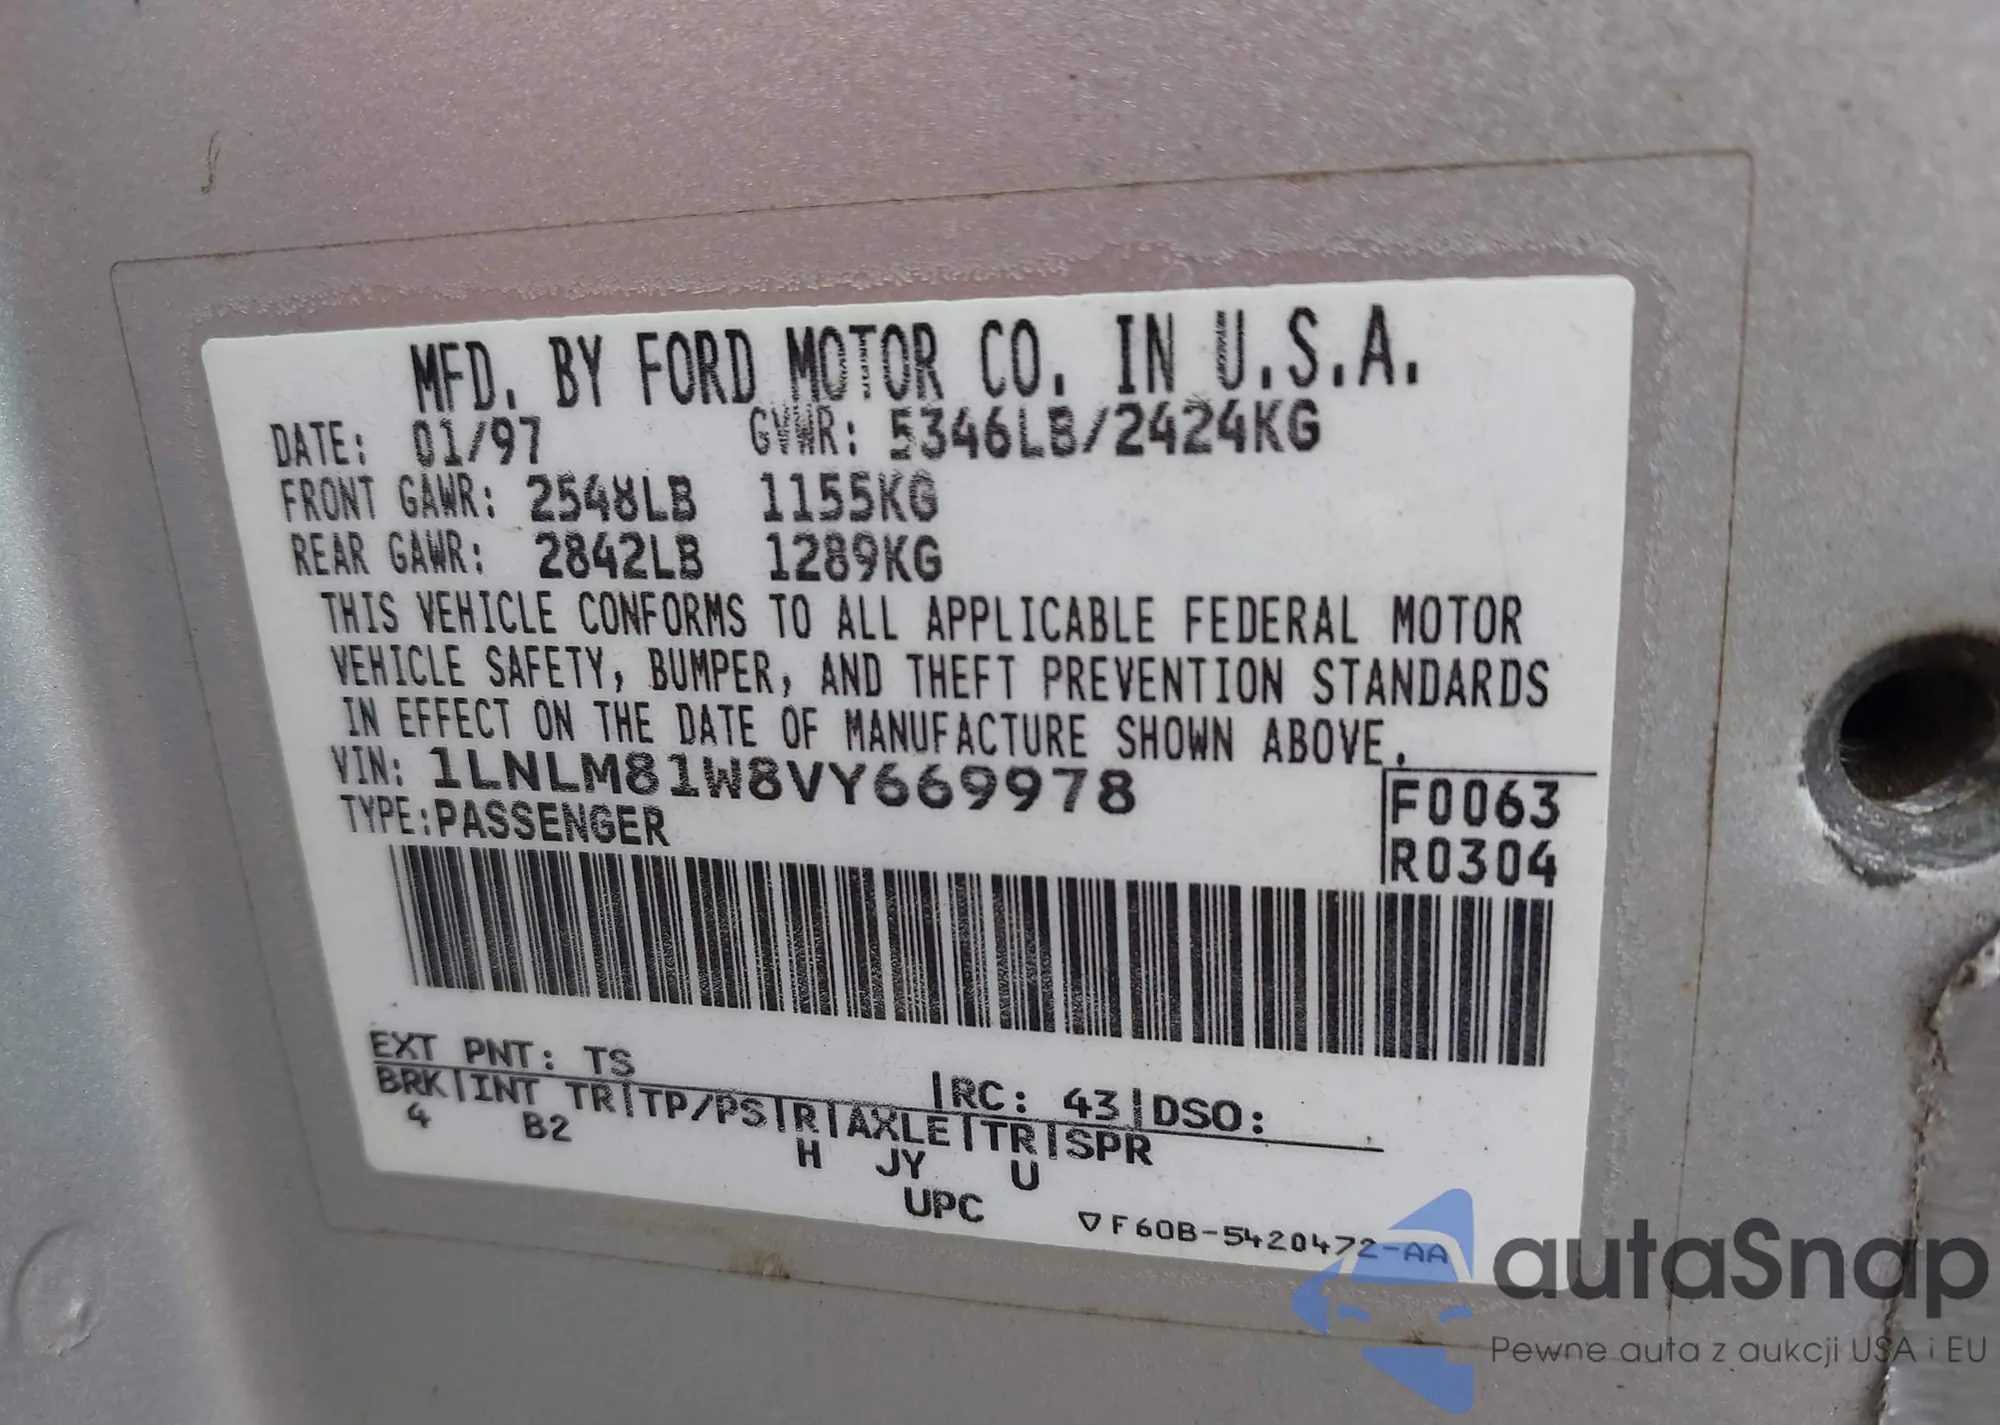 MFD. BY FORD MOTOR CO. IN U.S.A.
DATE: 01/97 GVWR: 5346LB/2424KG
FRONT GAWR: 2548LB 1155KG
REAR GAWR: 2842LB 1289KG
THIS VEHICLE CONFORMS TO ALL APPLICABLE FEDERAL MOTOR
VEHICLE SAFETY, BUMPER, AND THEFT PREVENTION STANDARDS
IN EFFECT ON THE DATE OF MANUFACTURE SHOWN ABOVE.
VIN: 1LNLM81W8VY669978
TYPE:PASSENGER
F0063
R0304
EXT PNT: TS |RC: 43|DSO:
BRK|INT TR|TP/PS|R|AXLE|TR|SPR
4 B2 H JY U
UPC
▽F60B-5420472-AA
autaSnap
Pewne auta z aukcji USA i EU